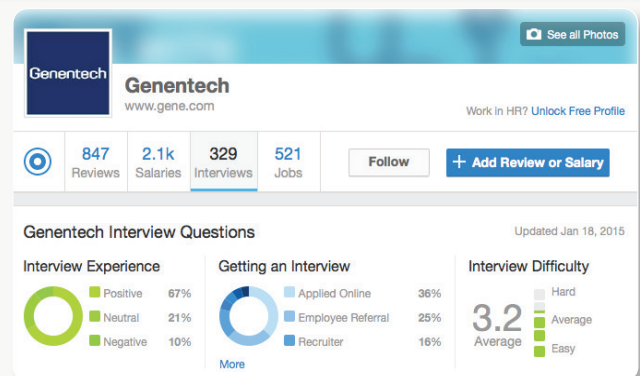 See all Photos
Genentech
Genentech
www.gene.com
Work in HR? Unlock Free Profile
847 2.1k 329 521
Reviews Salaries Interviews Jobs
Follow
+ Add Review or Salary
Genentech Interview Questions
Updated Jan 18, 2015
Interview Experience
Positive 67%
Neutral 21%
Negative 10%
Getting an Interview
Applied Online 36%
Employee Referral 25%
Recruiter 16%
More
Interview Difficulty
3.2
Average
Hard
Average
Easy